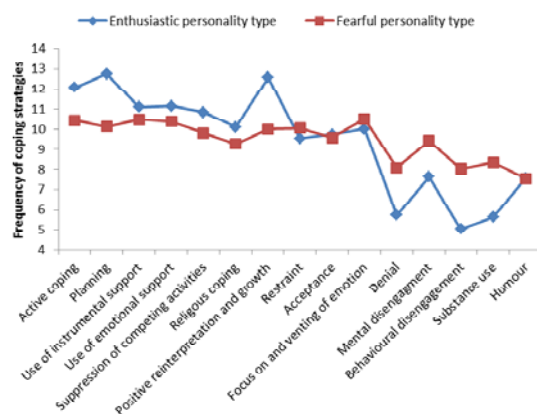 Enthusiastic personality type
Fearful personality type
Frequency of coping strategies
14
13
12
11
10
9
8
7
6
5
4
Active coping
Planning
Use of instrumental support
Use of emotional support
Suppression of competing activities
Religous coping
Positive reinterpretation and growth
Restraint
Acceptance
Focus on and venting of emotion
Denial
Mental disengagment
Behavioural disengagement
Substance use
Humour